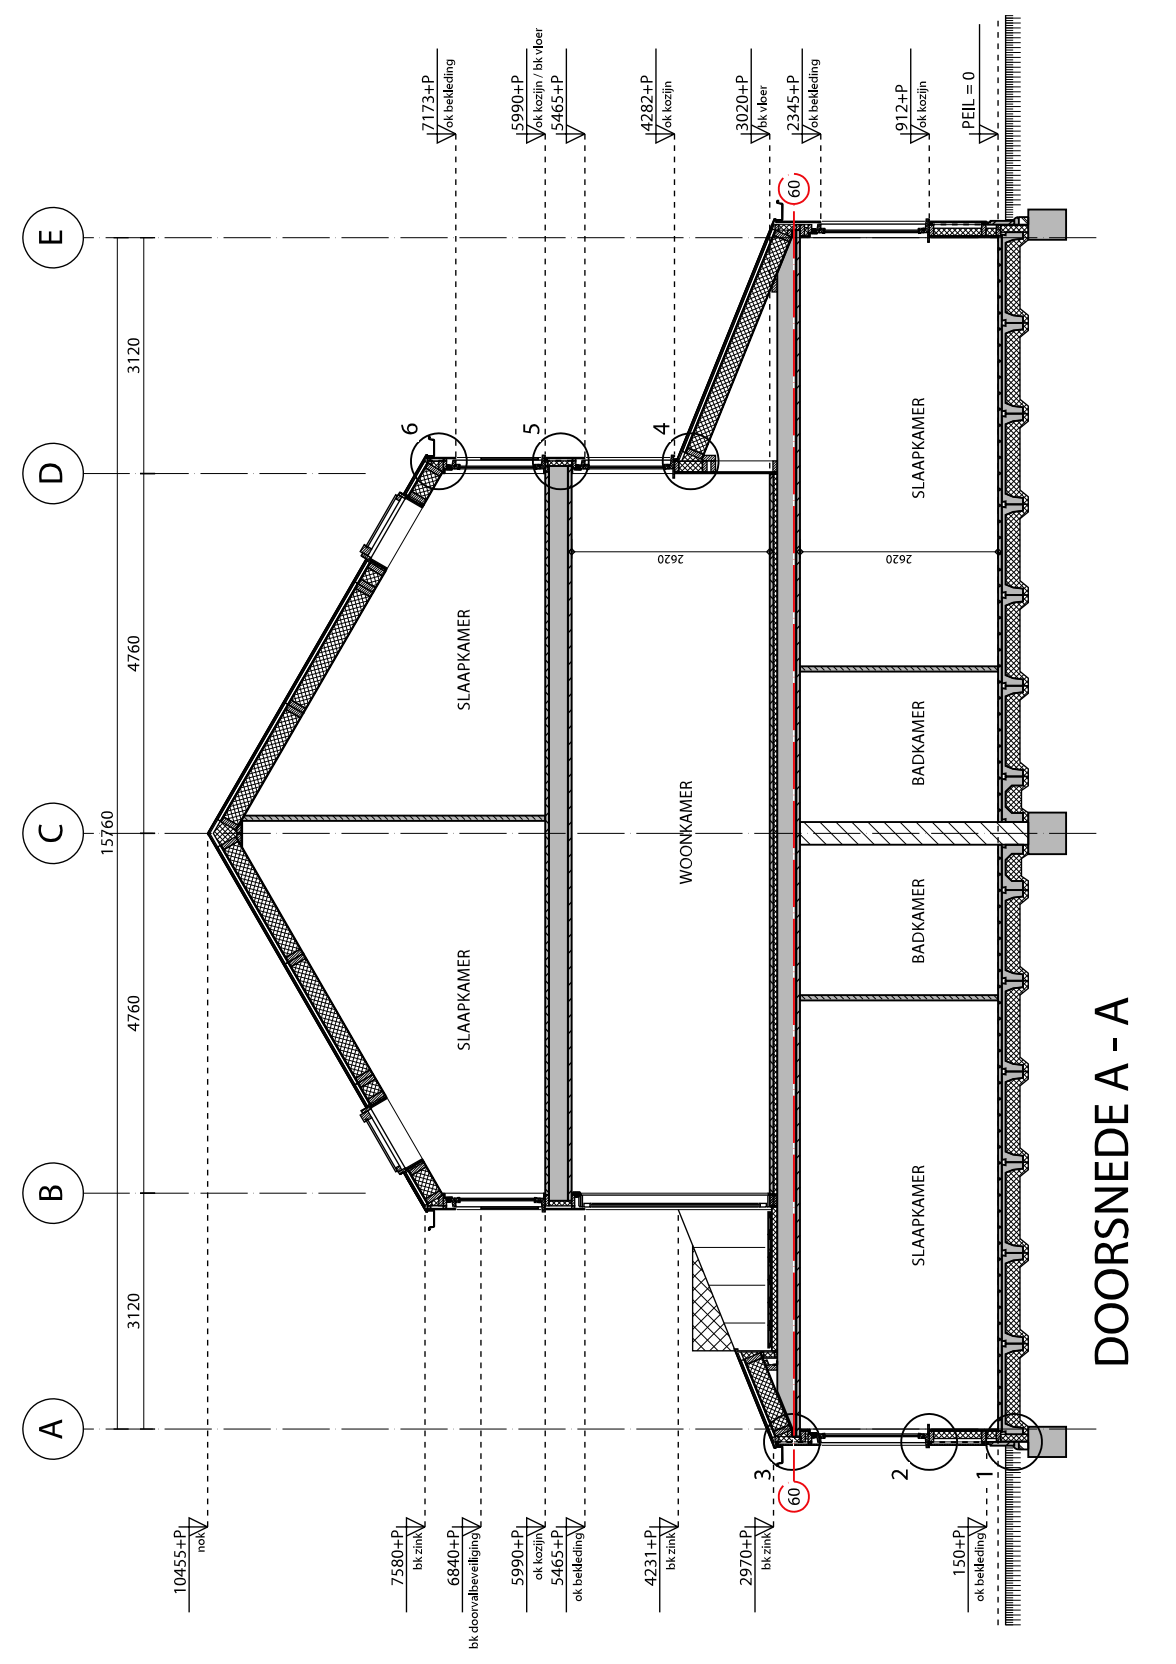 A
B
C
D
E
3120
4760
15760
4760
3120
10455+P
nok
7580+P
bk zink
6840+P
bk doorvalbeveiliging
5990+P
ok kozijn
5465+P
ok bekleding
4231+P
bk zink
2970+P
bk zink
150+P
ok bekleding
7173+P
ok bekleding
5990+P
ok kozijn / bk vloer
5465+P
4282+P
ok kozijn
3020+P
bk vloer
2345+P
ok bekleding
912+P
ok kozijn
PEIL = 0
6
5
4
3
2
1
60
60
SLAAPKAMER
SLAAPKAMER
WOONKAMER
2620
2620
SLAAPKAMER
BADKAMER
BADKAMER
SLAAPKAMER
DOORSNEDE A - A